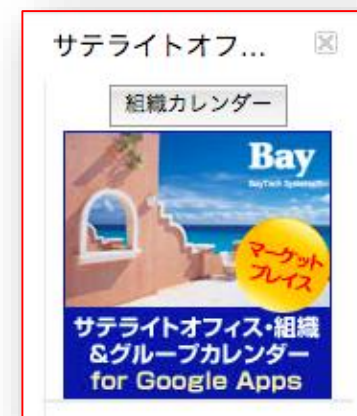 サテライトオフ...
組織カレンダー
Bay
BayTech Systems
マーケット
プレイス
サテライトオフィス・組織
&グループカレンダー
for Google Apps